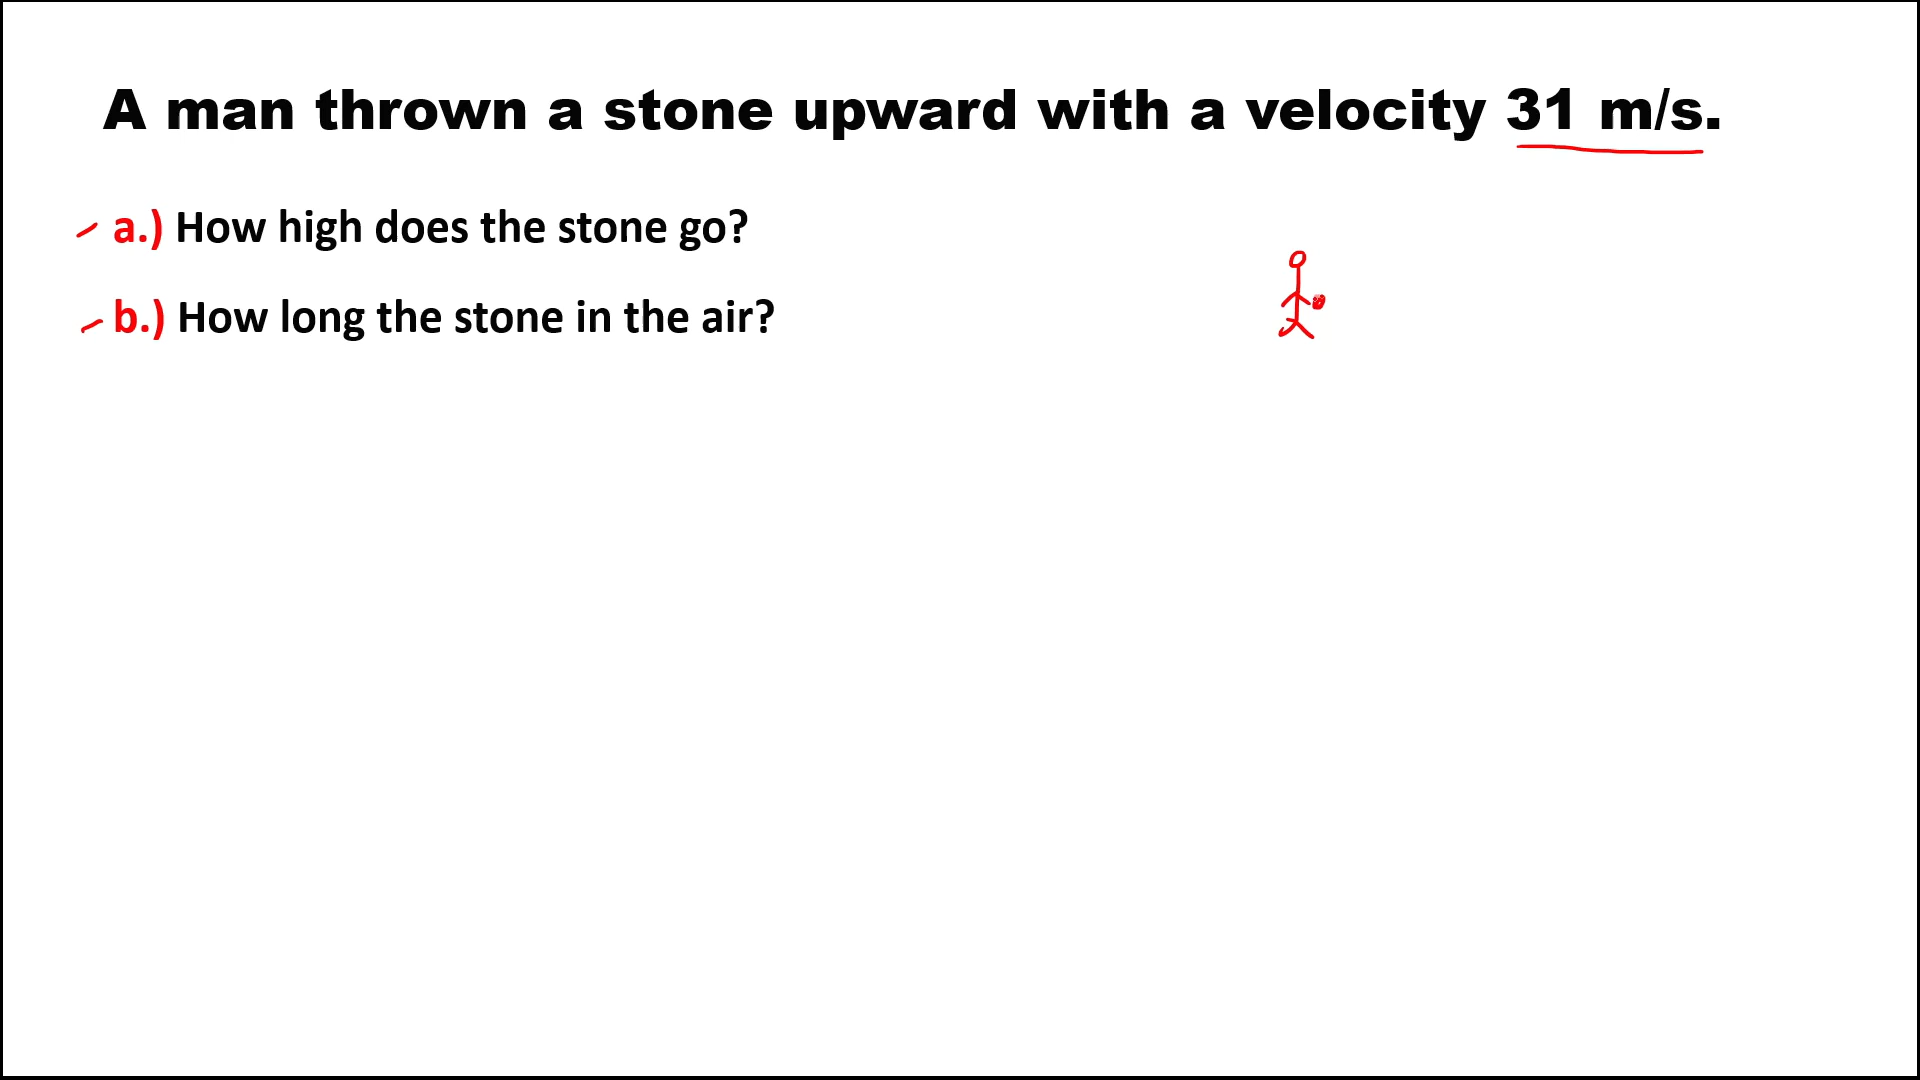 A man thrown a stone upward with a velocity 31 m/s.
a.) How high does the stone go?
b.) How long the stone in the air?